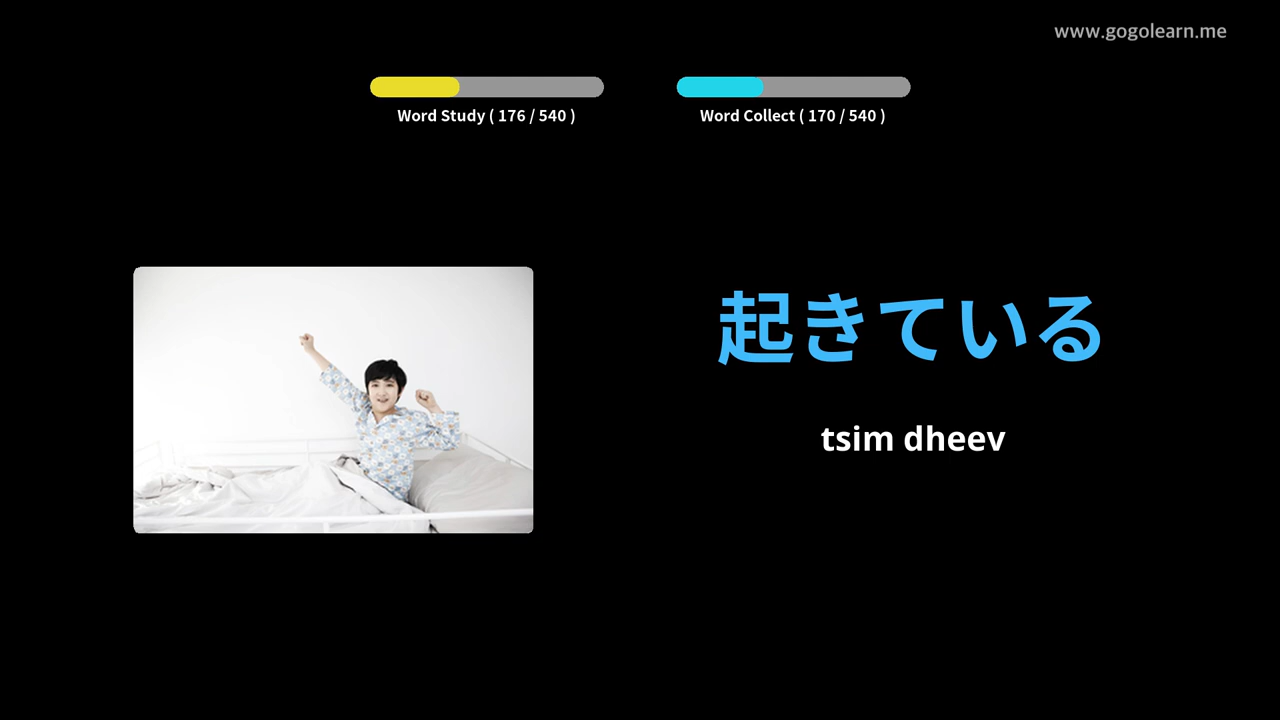 www.gogolearn.me
Word Study ( 176 / 540 )
Word Collect ( 170 / 540 )
起きている
tsim dheev